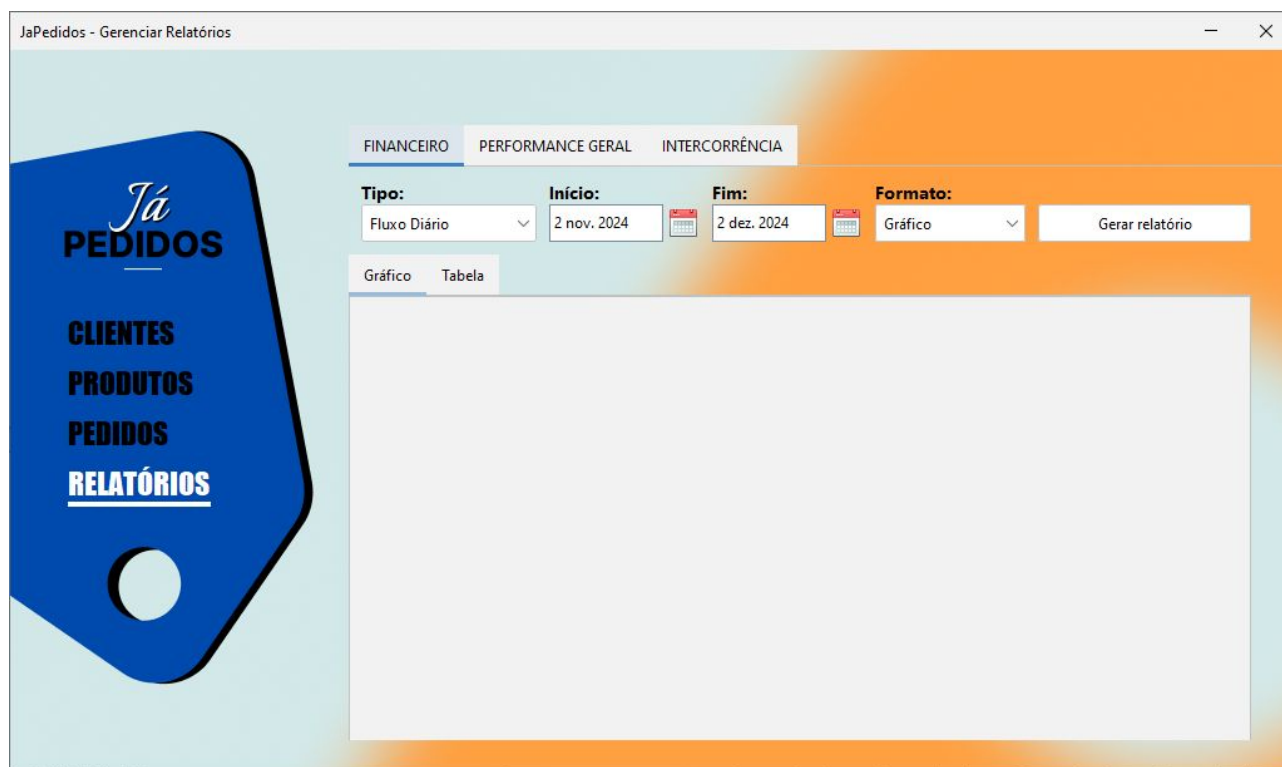 JaPedidos - Gerenciar Relatórios
Já
PEDIDOS
CLIENTES
PRODUTOS
PEDIDOS
RELATÓRIOS
FINANCEIRO PERFORMANCE GERAL INTERCORRÊNCIA
Tipo: Início: Fim: Formato:
Fluxo Diário 2 nov. 2024 2 dez. 2024 Gráfico Gerar relatório
Gráfico Tabela